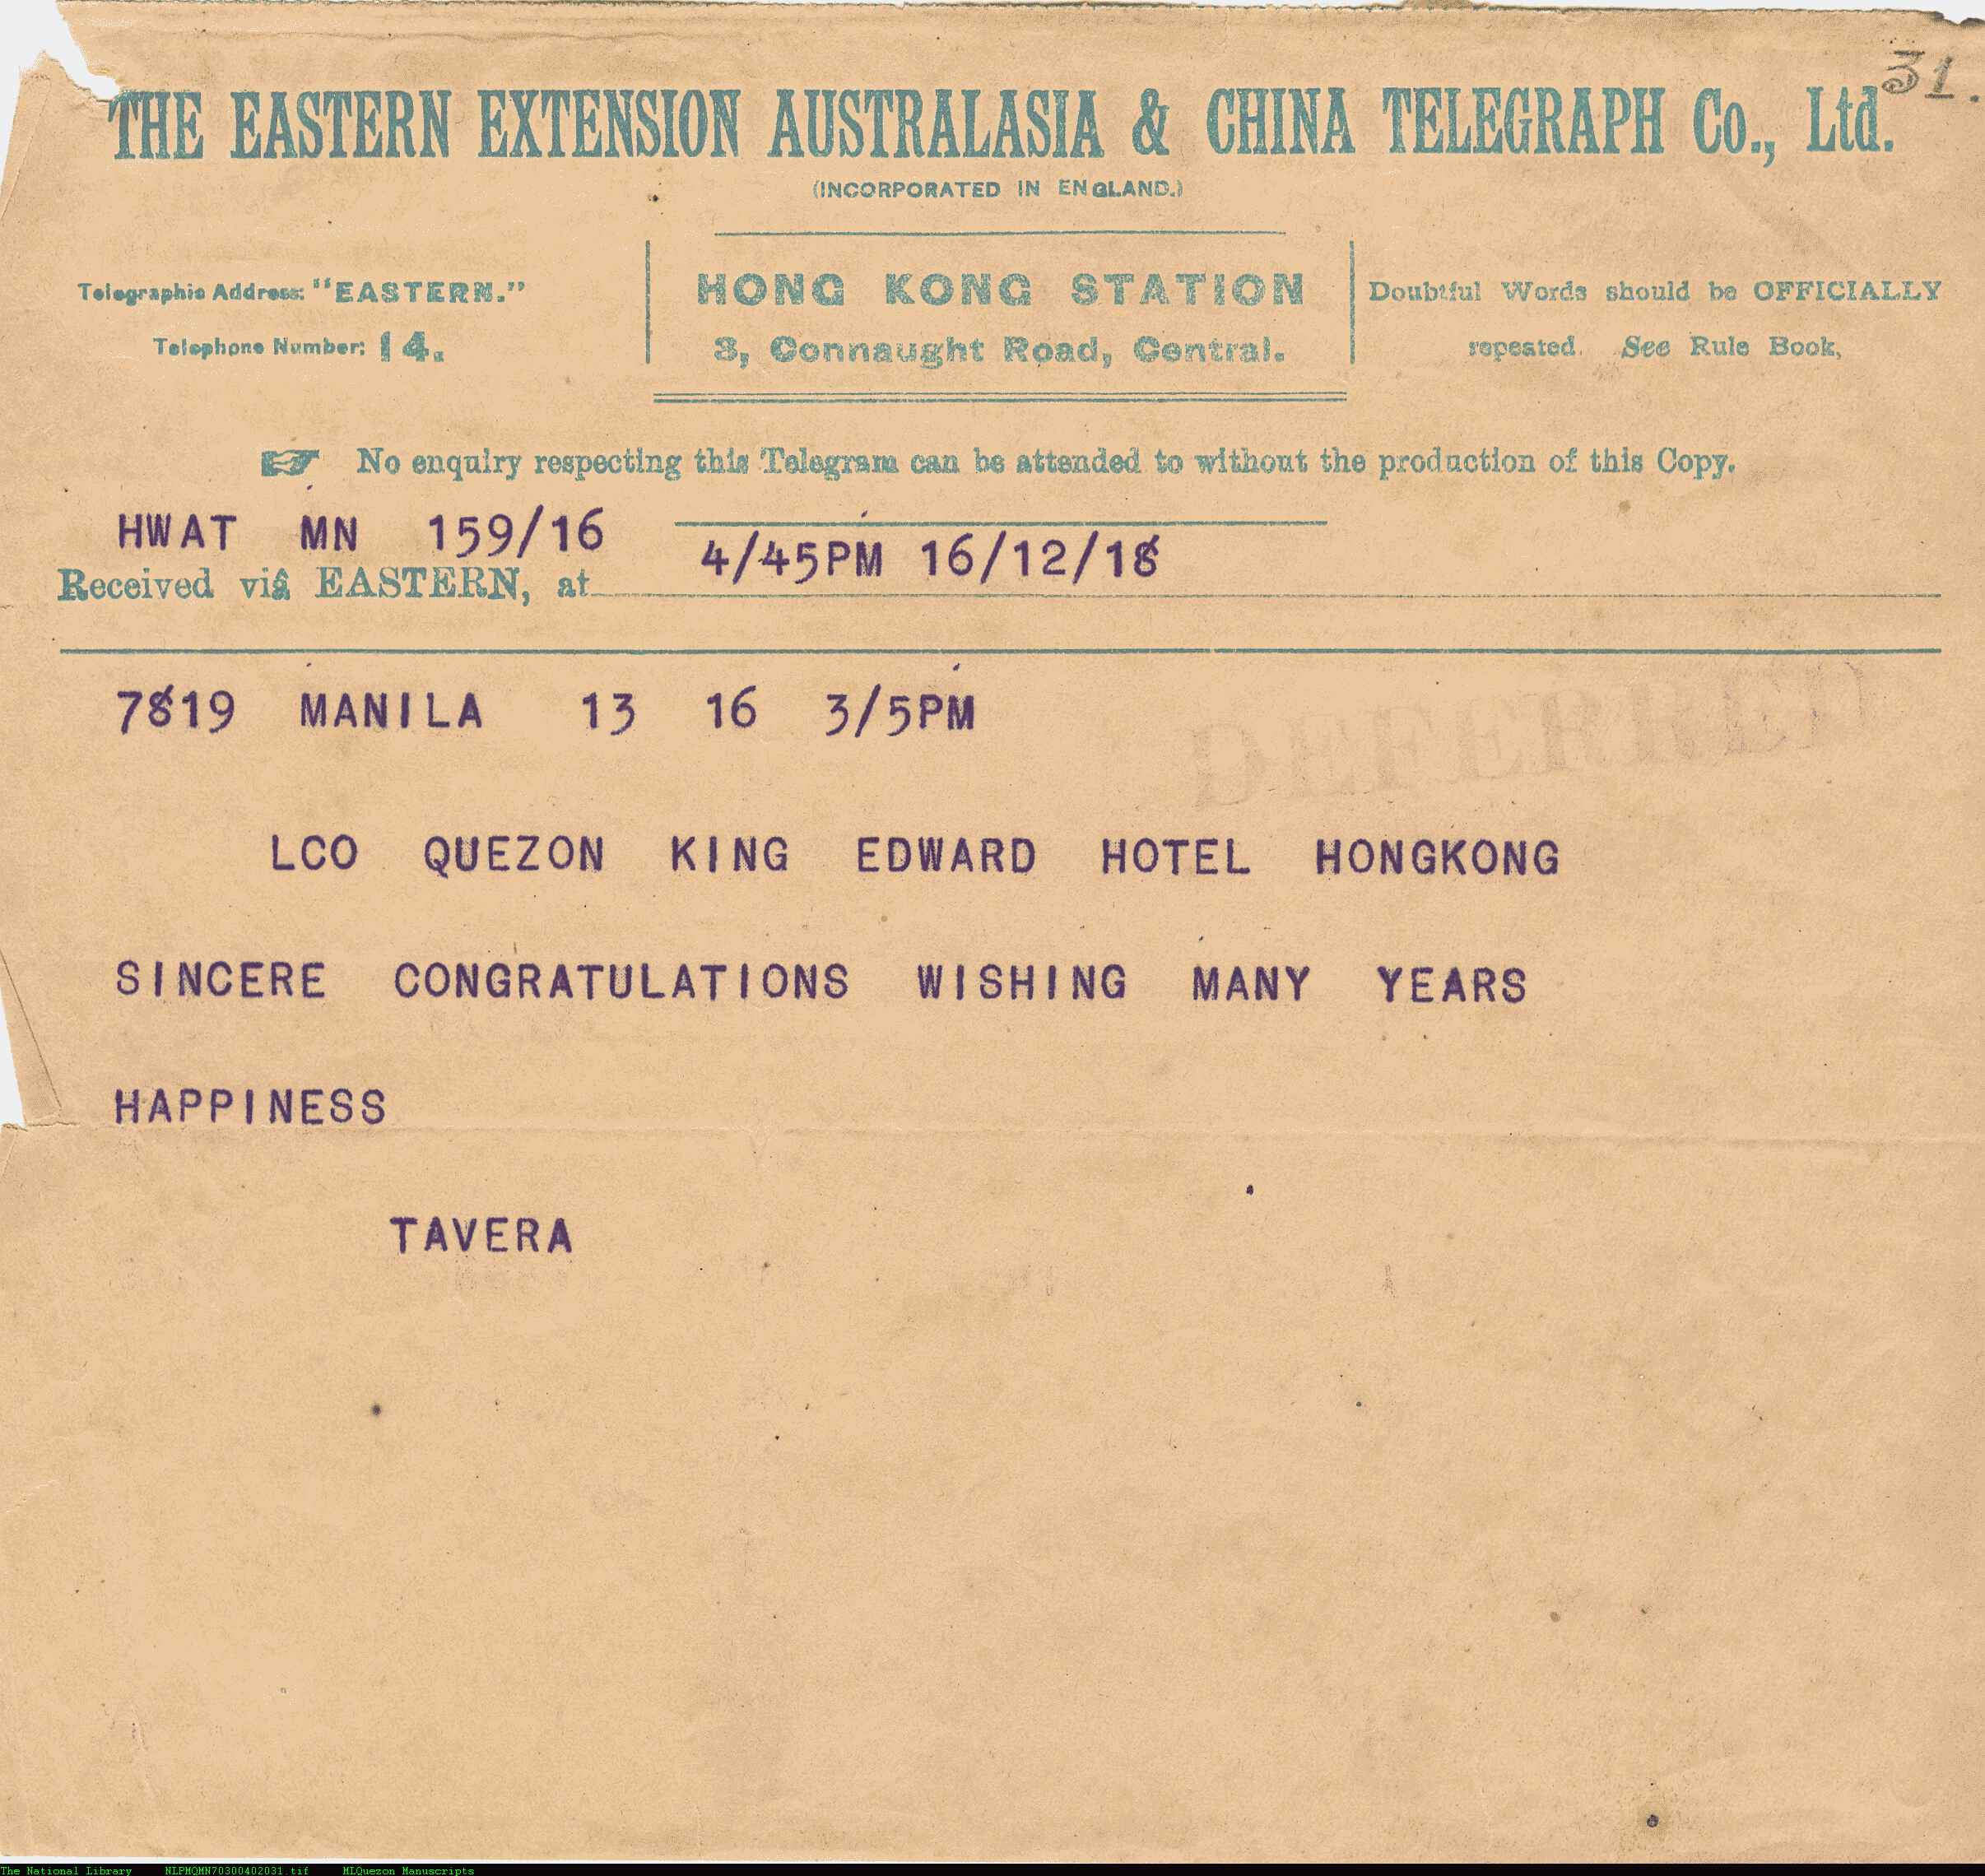 31.
THE EASTERN EXTENSION AUSTRALASIA & CHINA TELEGRAPH Co., Ltd.
(INCORPORATED IN ENGLAND.)
Telegraphic Address: "EASTERN."
Telephone Number: 14.
HONG KONG STATION
3, Connaught Road, Central.
Doubtful Words should be OFFICIALLY
repeated. See Rule Book,
☞ No enquiry respecting this Telegram can be attended to without the production of this Copy.
HWAT MN 159/16
4/45PM 16/12/18
Received viâ EASTERN, at
7819 MANILA 13 16 3/5PM
DEFERRED
LCO QUEZON KING EDWARD HOTEL HONGKONG
SINCERE CONGRATULATIONS WISHING MANY YEARS
HAPPINESS
TAVERA
The National Library NLPMQMN70300402031.tif MLQuezon Manuscripts